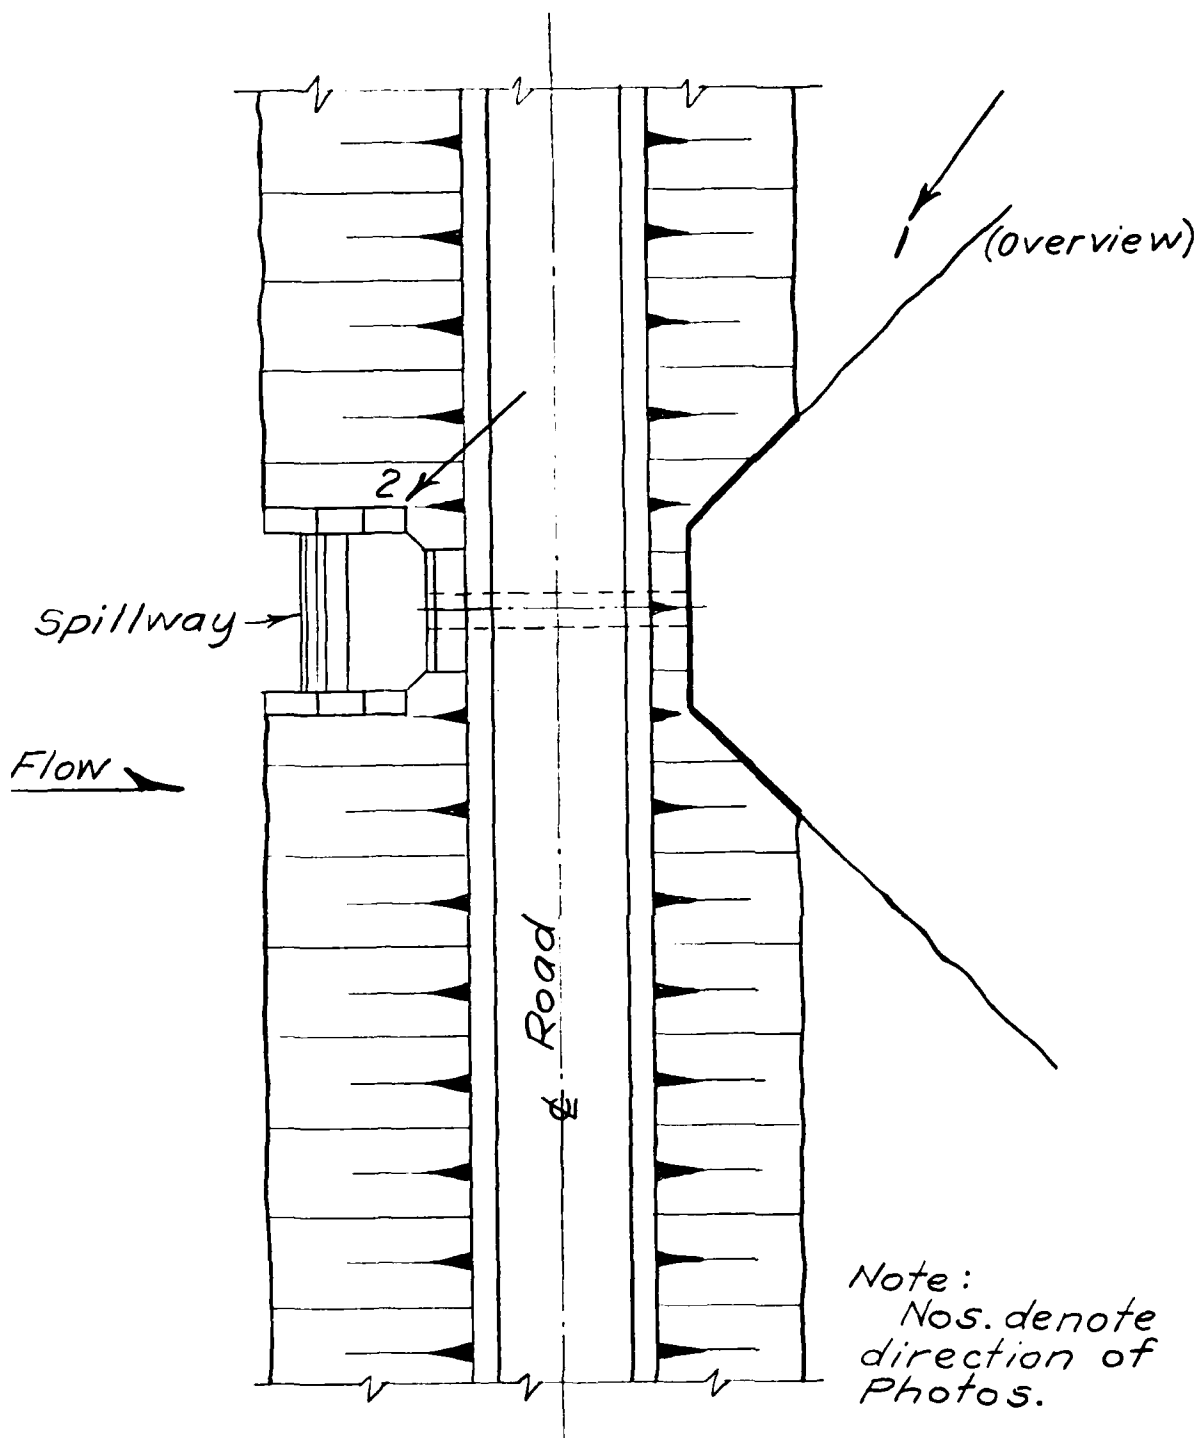 1 (overview)
2
Spillway
Flow
℄ Road
Note:
Nos. denote
direction of
Photos.